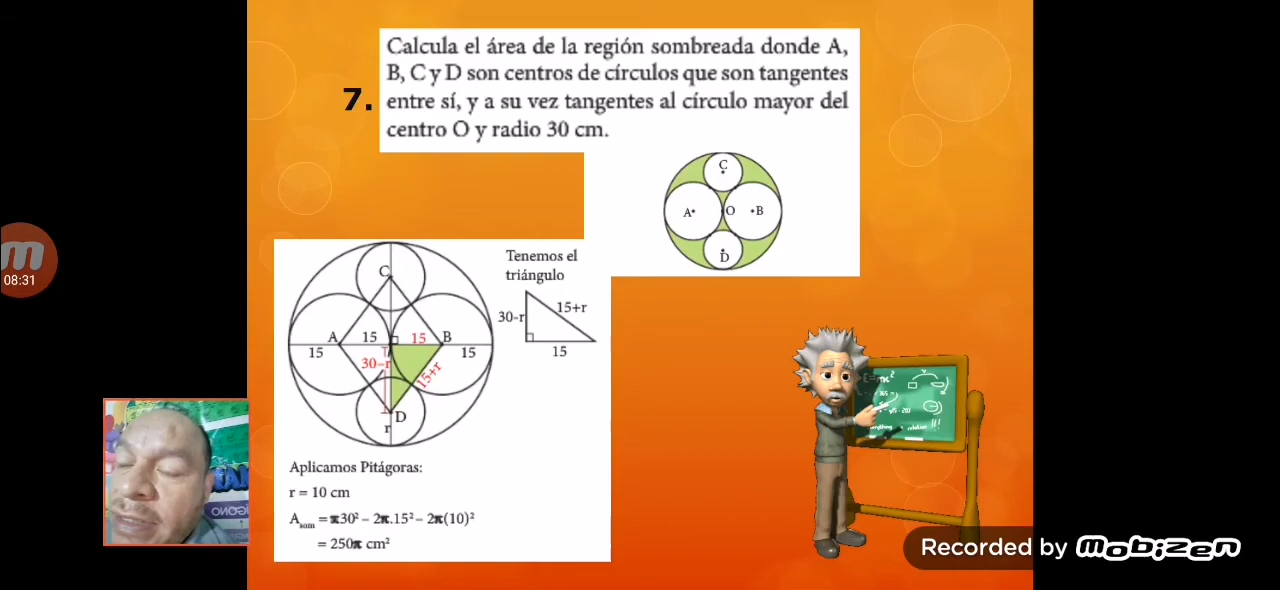 Calcula el área de la región sombreada donde A,
B, C y D son centros de círculos que son tangentes
7. entre sí, y a su vez tangentes al círculo mayor del
centro O y radio 30 cm.
C
A
O
B
D
08:31
Tenemos el
triángulo
15+r
30-r
15
C
A
15
15
B
15
15
30-r
15+r
D
r
Aplicamos Pitágoras:
r = 10 cm
Aₛₒₘ = π30² – 2π.15² – 2π(10)²
= 250π cm²
Recorded by mobizen